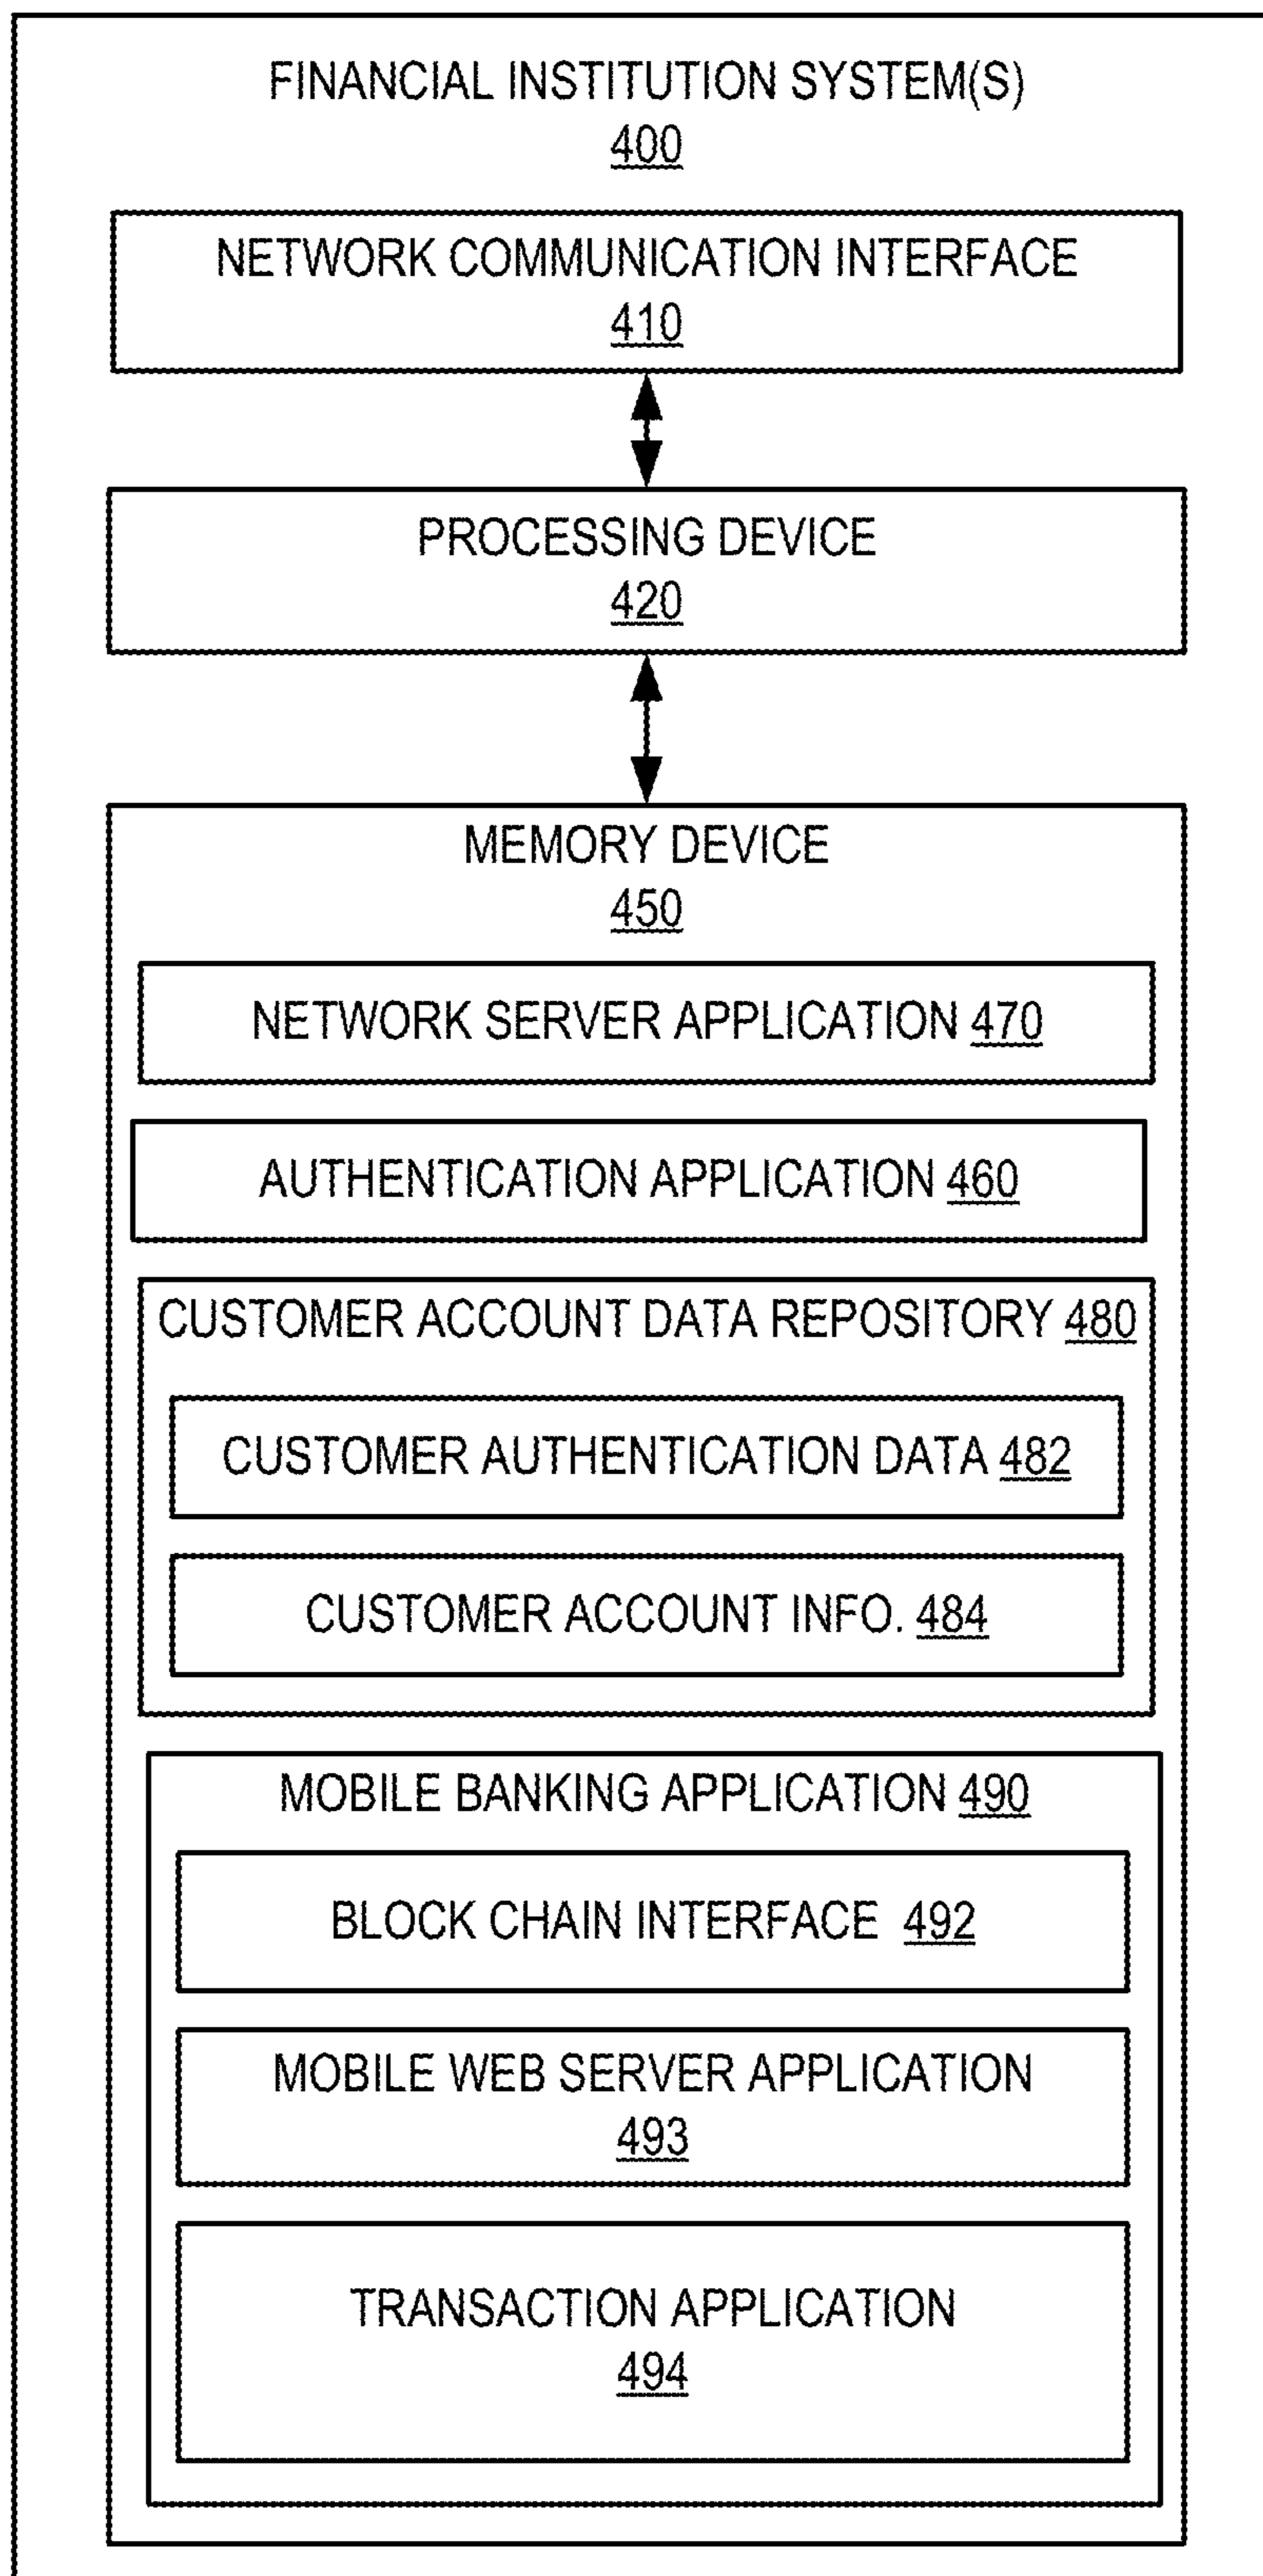 FINANCIAL INSTITUTION SYSTEM(S)
400
NETWORK COMMUNICATION INTERFACE
410
PROCESSING DEVICE
420
MEMORY DEVICE
450
NETWORK SERVER APPLICATION 470
AUTHENTICATION APPLICATION 460
CUSTOMER ACCOUNT DATA REPOSITORY 480
CUSTOMER AUTHENTICATION DATA 482
CUSTOMER ACCOUNT INFO. 484
MOBILE BANKING APPLICATION 490
BLOCK CHAIN INTERFACE 492
MOBILE WEB SERVER APPLICATION
493
TRANSACTION APPLICATION
494